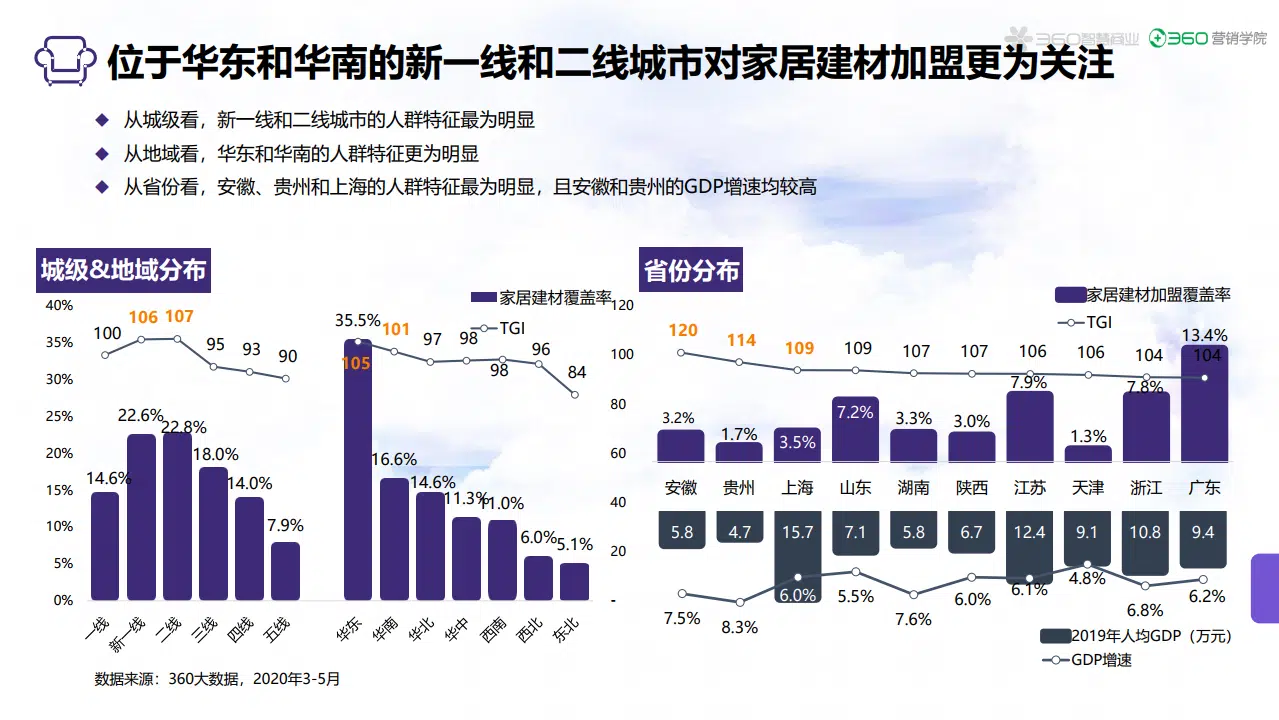 360智慧商业 360营销学院
位于华东和华南的新一线和二线城市对家居建材加盟更为关注
从城级看，新一线和二线城市的人群特征最为明显
从地域看，华东和华南的人群特征更为明显
从省份看，安徽、贵州和上海的人群特征最为明显，且安徽和贵州的GDP增速均较高
城级&地域分布
家居建材覆盖率
TGI
40%
35%
30%
25%
20%
15%
10%
5%
0%
120
100
80
60
40
20
-
100 106 107 95 93 90
105 101 97 98 98 96 84
14.6% 22.6% 22.8% 18.0% 14.0% 7.9%
35.5% 16.6% 14.6% 11.3% 11.0% 6.0% 5.1%
一线 新一线 二线 三线 四线 五线
华东 华南 华北 华中 西南 西北 东北
数据来源：360大数据，2020年3-5月
省份分布
家居建材加盟覆盖率
TGI
120 114 109 109 107 107 106 106 104 104
3.2% 1.7% 3.5% 7.2% 3.3% 3.0% 7.9% 1.3% 7.8% 13.4%
安徽 贵州 上海 山东 湖南 陕西 江苏 天津 浙江 广东
5.8 4.7 15.7 7.1 5.8 6.7 12.4 9.1 10.8 9.4
7.5% 8.3% 6.0% 5.5% 7.6% 6.0% 6.1% 4.8% 6.8% 6.2%
2019年人均GDP（万元）
GDP增速